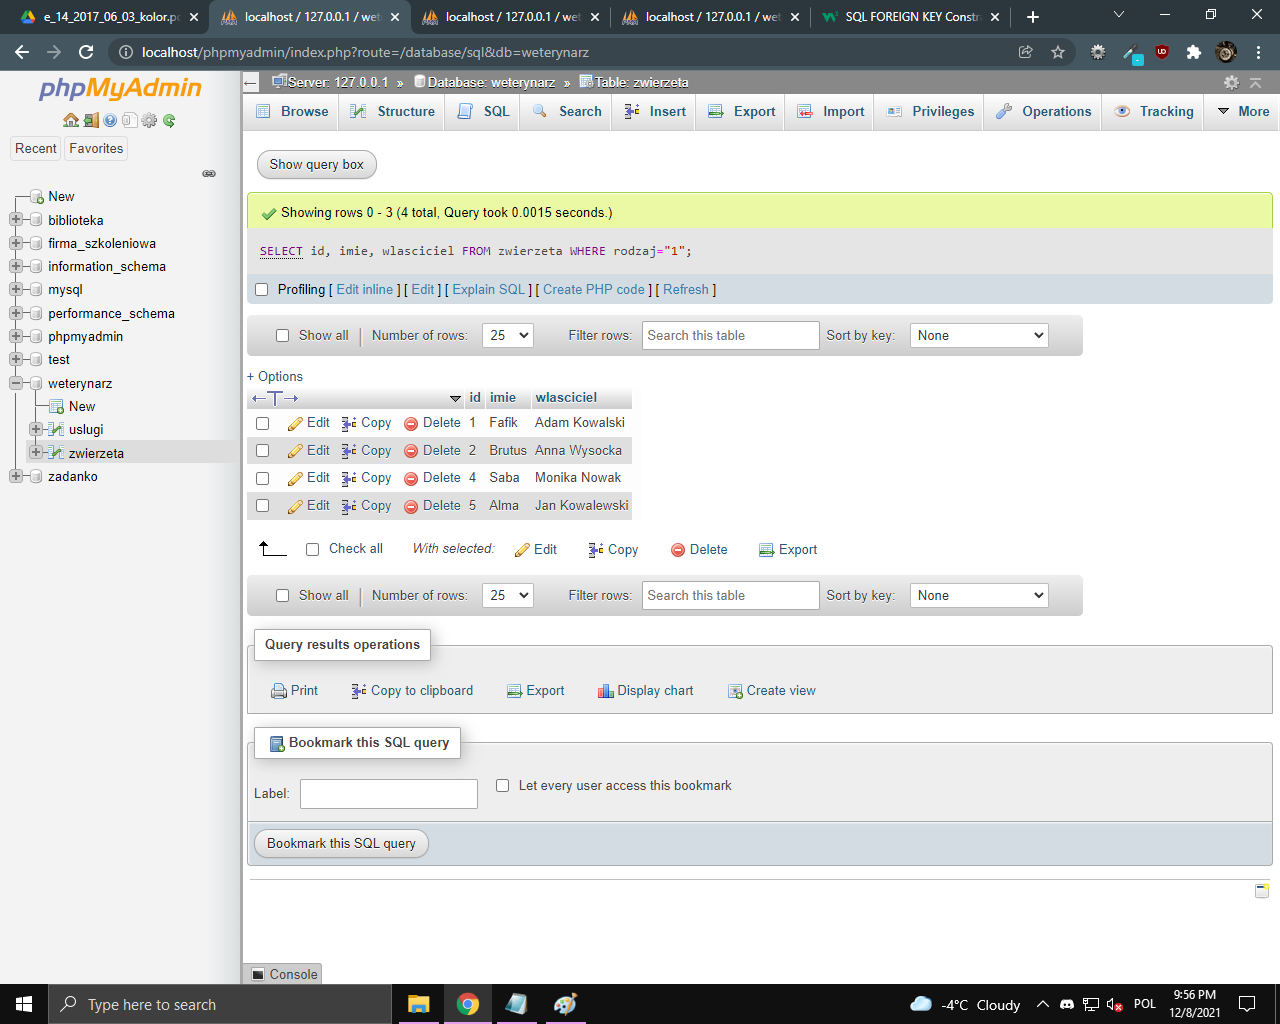 e_14_2017_06_03_kolor.p
localhost / 127.0.0.1 / wet
localhost / 127.0.0.1 / wet
localhost / 127.0.0.1 / wet
SQL FOREIGN KEY Constr
localhost/phpmyadmin/index.php?route=/database/sql&db=weterynarz
phpMyAdmin
Recent
Favorites
New
biblioteka
firma_szkoleniowa
information_schema
mysql
performance_schema
phpmyadmin
test
weterynarz
New
uslugi
zwierzeta
zadanko
Server: 127.0.0.1 » Database: weterynarz » Table: zwierzeta
Browse Structure SQL Search Insert Export Import Privileges Operations Tracking More
Show query box
Showing rows 0 - 3 (4 total, Query took 0.0015 seconds.)
SELECT id, imie, wlasciciel FROM zwierzeta WHERE rodzaj="1";
Profiling [ Edit inline ] [ Edit ] [ Explain SQL ] [ Create PHP code ] [ Refresh ]
Show all Number of rows: 25 Filter rows: Search this table Sort by key: None
+ Options
id imie wlasciciel
Edit Copy Delete 1 Fafik Adam Kowalski
Edit Copy Delete 2 Brutus Anna Wysocka
Edit Copy Delete 4 Saba Monika Nowak
Edit Copy Delete 5 Alma Jan Kowalewski
Check all With selected: Edit Copy Delete Export
Show all Number of rows: 25 Filter rows: Search this table Sort by key: None
Query results operations
Print Copy to clipboard Export Display chart Create view
Bookmark this SQL query
Label: Let every user access this bookmark
Bookmark this SQL query
Console
Type here to search
-4°C Cloudy
POL
9:56 PM
12/8/2021